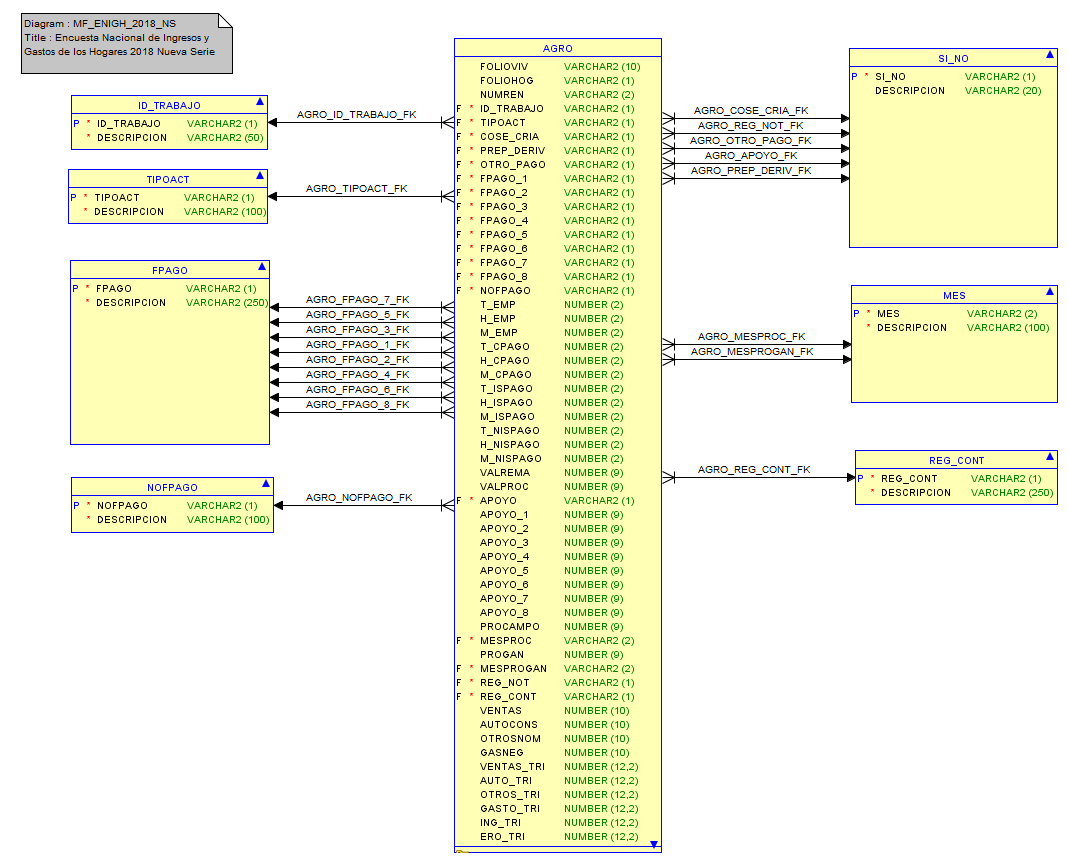 Diagram : MF_ENIGH_2018_NS
Title : Encuesta Nacional de Ingresos y
Gastos de los Hogares 2018 Nueva Serie
ID_TRABAJO
P * ID_TRABAJO VARCHAR2 (1)
* DESCRIPCION VARCHAR2 (50)
TIPOACT
P * TIPOACT VARCHAR2 (1)
* DESCRIPCION VARCHAR2 (100)
FPAGO
P * FPAGO VARCHAR2 (1)
* DESCRIPCION VARCHAR2 (250)
NOFPAGO
P * NOFPAGO VARCHAR2 (1)
* DESCRIPCION VARCHAR2 (100)
AGRO_ID_TRABAJO_FK
AGRO_TIPOACT_FK
AGRO_FPAGO_7_FK
AGRO_FPAGO_5_FK
AGRO_FPAGO_3_FK
AGRO_FPAGO_1_FK
AGRO_FPAGO_2_FK
AGRO_FPAGO_4_FK
AGRO_FPAGO_6_FK
AGRO_FPAGO_8_FK
AGRO_NOFPAGO_FK
AGRO
FOLIOVIV VARCHAR2 (10)
FOLIOHOG VARCHAR2 (1)
NUMREN VARCHAR2 (2)
F * ID_TRABAJO VARCHAR2 (1)
F * TIPOACT VARCHAR2 (1)
F * COSE_CRIA VARCHAR2 (1)
F * PREP_DERIV VARCHAR2 (1)
F * OTRO_PAGO VARCHAR2 (1)
F * FPAGO_1 VARCHAR2 (1)
F * FPAGO_2 VARCHAR2 (1)
F * FPAGO_3 VARCHAR2 (1)
F * FPAGO_4 VARCHAR2 (1)
F * FPAGO_5 VARCHAR2 (1)
F * FPAGO_6 VARCHAR2 (1)
F * FPAGO_7 VARCHAR2 (1)
F * FPAGO_8 VARCHAR2 (1)
F * NOFPAGO VARCHAR2 (1)
T_EMP NUMBER (2)
H_EMP NUMBER (2)
M_EMP NUMBER (2)
T_CPAGO NUMBER (2)
H_CPAGO NUMBER (2)
M_CPAGO NUMBER (2)
T_ISPAGO NUMBER (2)
H_ISPAGO NUMBER (2)
M_ISPAGO NUMBER (2)
T_NISPAGO NUMBER (2)
H_NISPAGO NUMBER (2)
M_NISPAGO NUMBER (2)
VALREMA NUMBER (9)
VALPROC NUMBER (9)
F * APOYO VARCHAR2 (1)
APOYO_1 NUMBER (9)
APOYO_2 NUMBER (9)
APOYO_3 NUMBER (9)
APOYO_4 NUMBER (9)
APOYO_5 NUMBER (9)
APOYO_6 NUMBER (9)
APOYO_7 NUMBER (9)
APOYO_8 NUMBER (9)
PROCAMPO NUMBER (9)
F * MESPROC VARCHAR2 (2)
PROGAN NUMBER (9)
F * MESPROGAN VARCHAR2 (2)
F * REG_NOT VARCHAR2 (1)
F * REG_CONT VARCHAR2 (1)
VENTAS NUMBER (10)
AUTOCONS NUMBER (10)
OTROSNOM NUMBER (10)
GASNEG NUMBER (10)
VENTAS_TRI NUMBER (12,2)
AUTO_TRI NUMBER (12,2)
OTROS_TRI NUMBER (12,2)
GASTO_TRI NUMBER (12,2)
ING_TRI NUMBER (12,2)
ERO_TRI NUMBER (12,2)
AGRO_COSE_CRIA_FK
AGRO_REG_NOT_FK
AGRO_OTRO_PAGO_FK
AGRO_APOYO_FK
AGRO_PREP_DERIV_FK
AGRO_MESPROC_FK
AGRO_MESPROGAN_FK
AGRO_REG_CONT_FK
SI_NO
P * SI_NO VARCHAR2 (1)
DESCRIPCION VARCHAR2 (20)
MES
P * MES VARCHAR2 (2)
* DESCRIPCION VARCHAR2 (100)
REG_CONT
P * REG_CONT VARCHAR2 (1)
* DESCRIPCION VARCHAR2 (250)